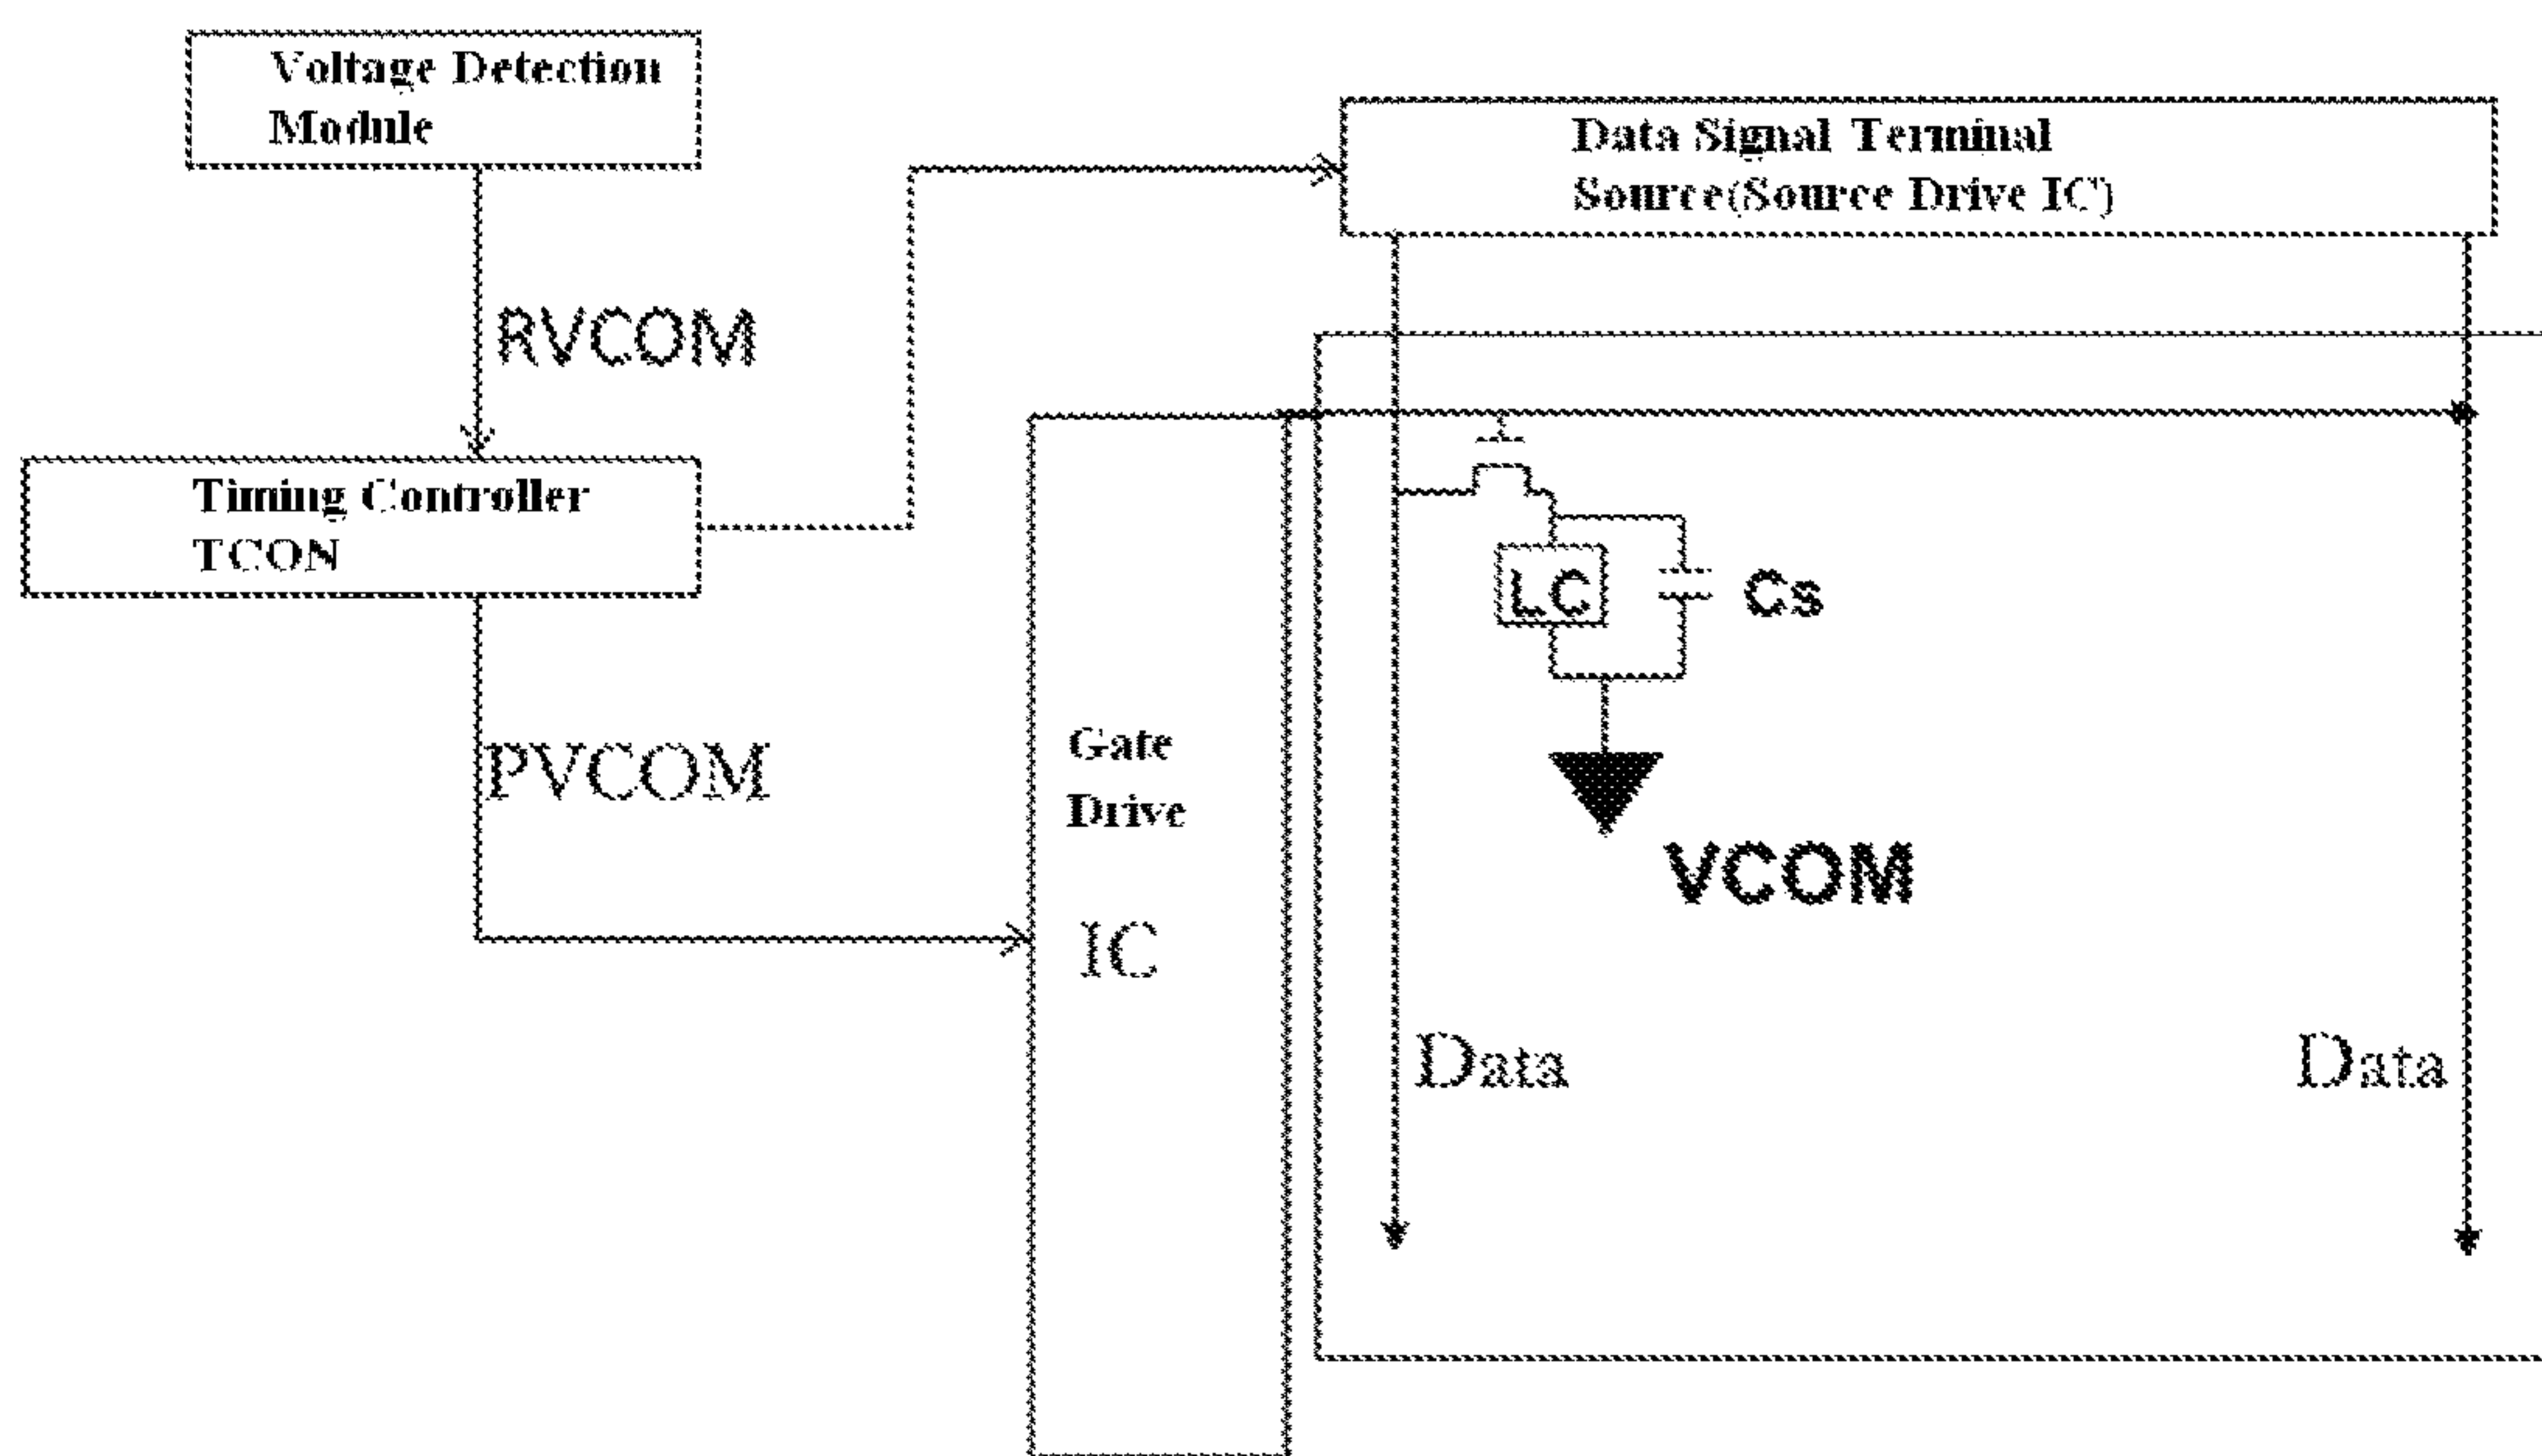 Voltage Detection
Module
Data Signal Terminal
Source(Source Drive IC)
RVCOM
Timing Controller
TCON
LC
Cs
PVCOM
Gate
Drive
IC
VCOM
Data
Data